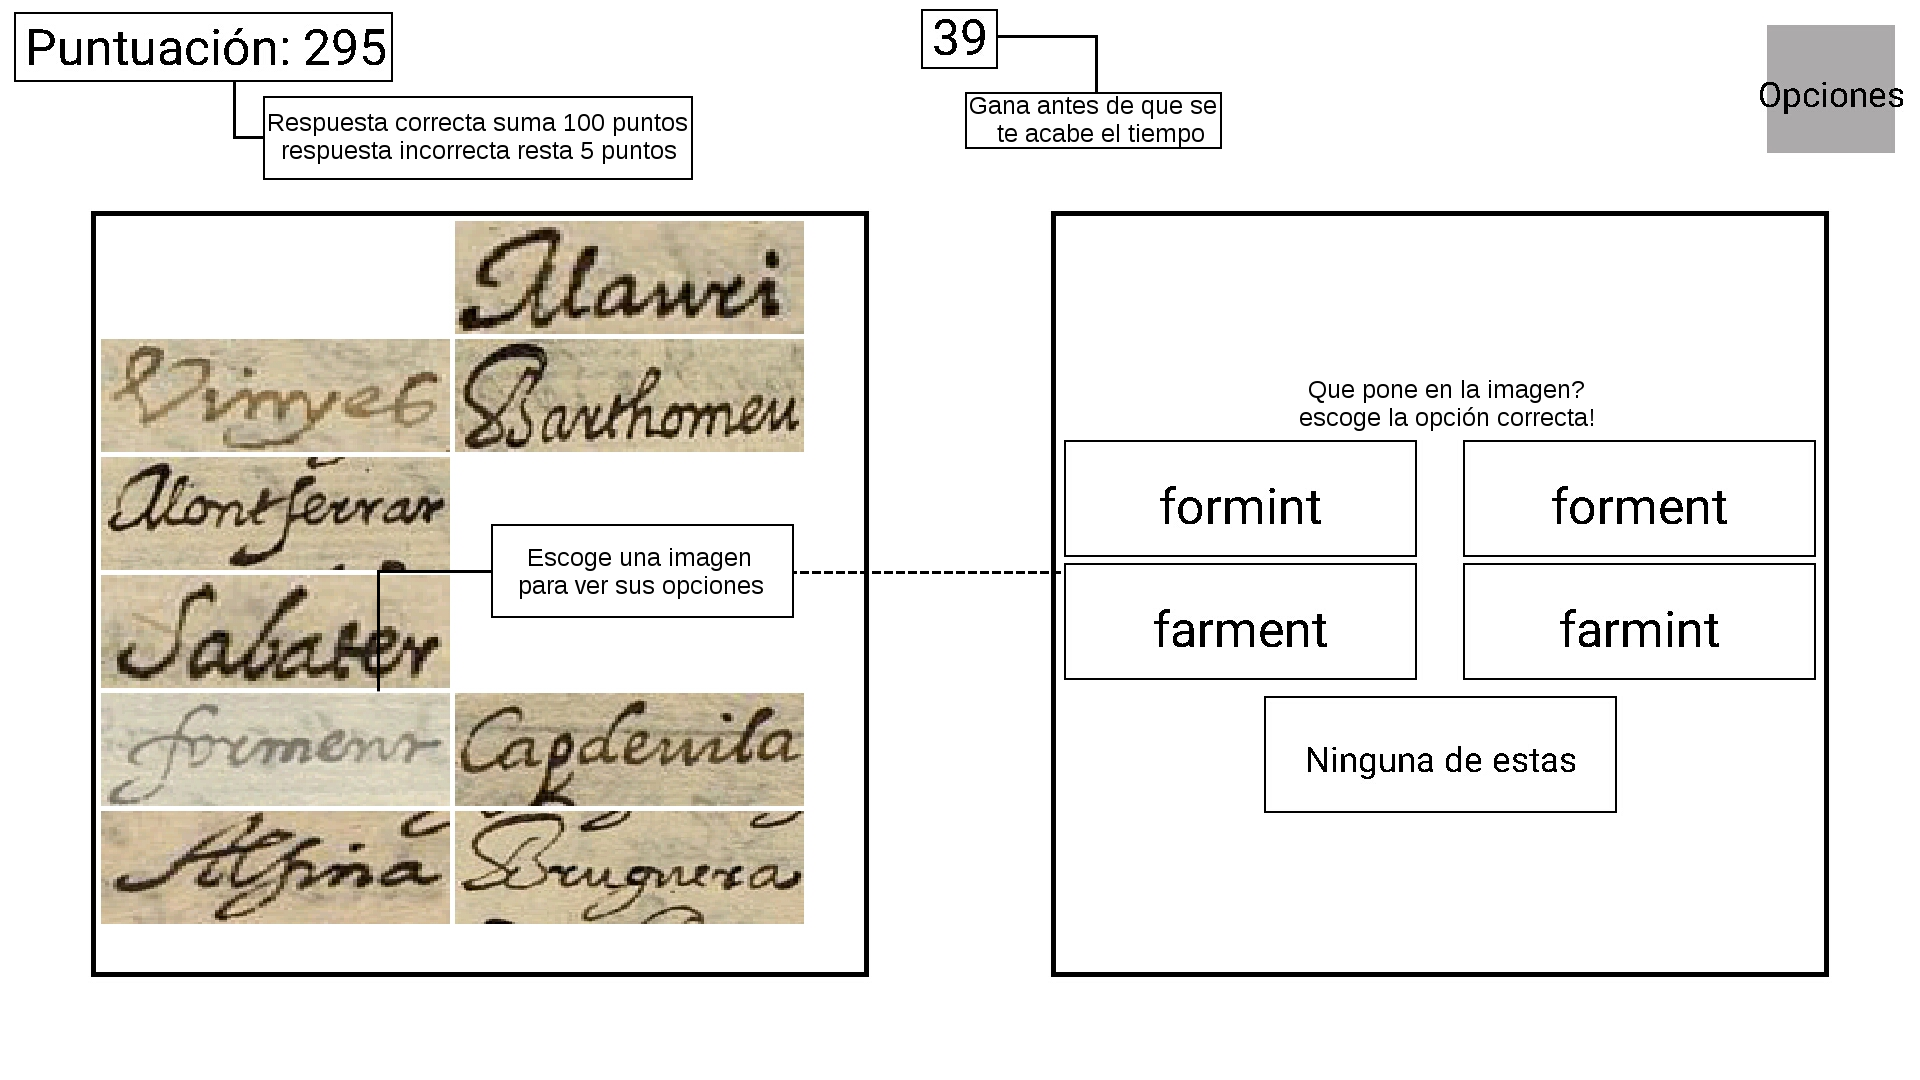 Puntuación: 295
39
Opciones
Respuesta correcta suma 100 puntos
respuesta incorrecta resta 5 puntos
Gana antes de que se
te acabe el tiempo
Mauri
Vinyes
Barthomeu
Montferrar
Escoge una imagen
para ver sus opciones
Sabater
forment
Capdevila
Alsina
Bruguera
Que pone en la imagen?
escoge la opción correcta!
formint
forment
farment
farmint
Ninguna de estas